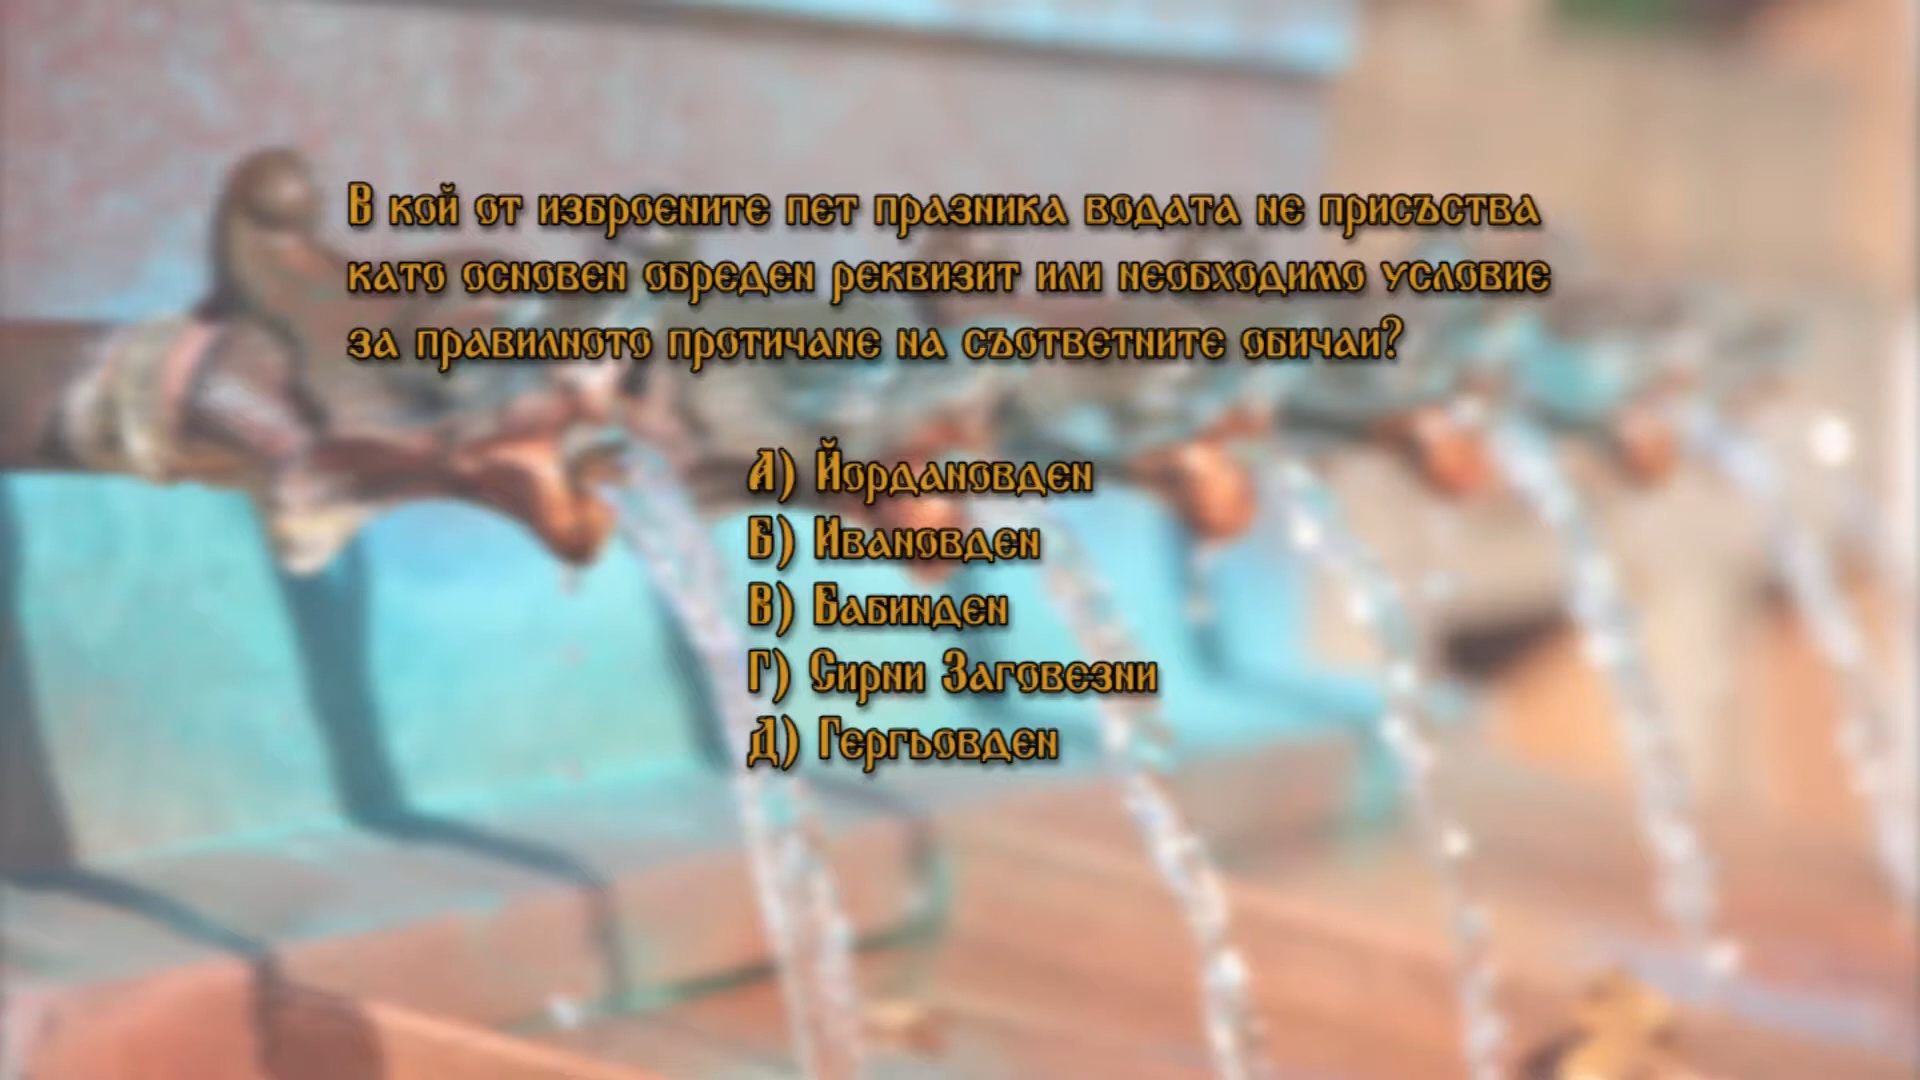 В кой от изброените пет празника водата не присъства
като основен обреден реквизит или необходимо условие
за правилното протичане на съответните обичаи?
А) Йордановден
Б) Ивановден
В) Бабинден
Г) Сирни Заговезни
Д) Гергьовден